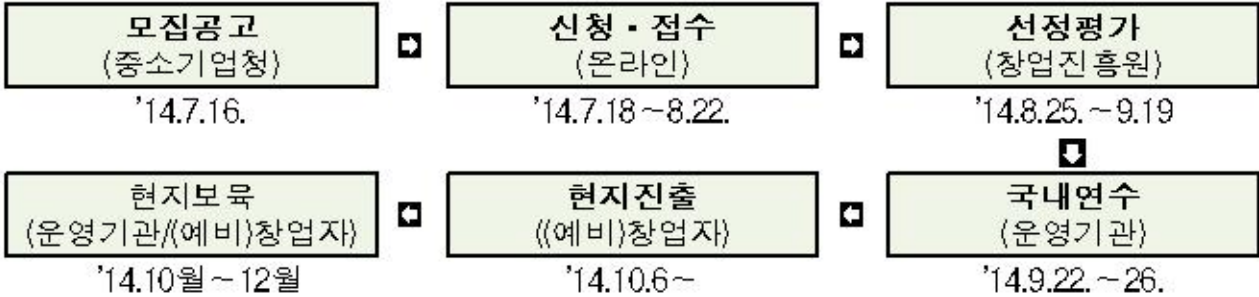 모집공고
(중소기업청)
'14.7.16.
신청·접수
(온라인)
'14.7.18~8.22.
선정평가
(창업진흥원)
'14.8.25.~9.19
국내연수
(운영기관)
'14.9.22.~26.
현지진출
((예비)창업자)
'14.10.6~
현지보육
(운영기관/(예비)창업자)
'14.10월~12월